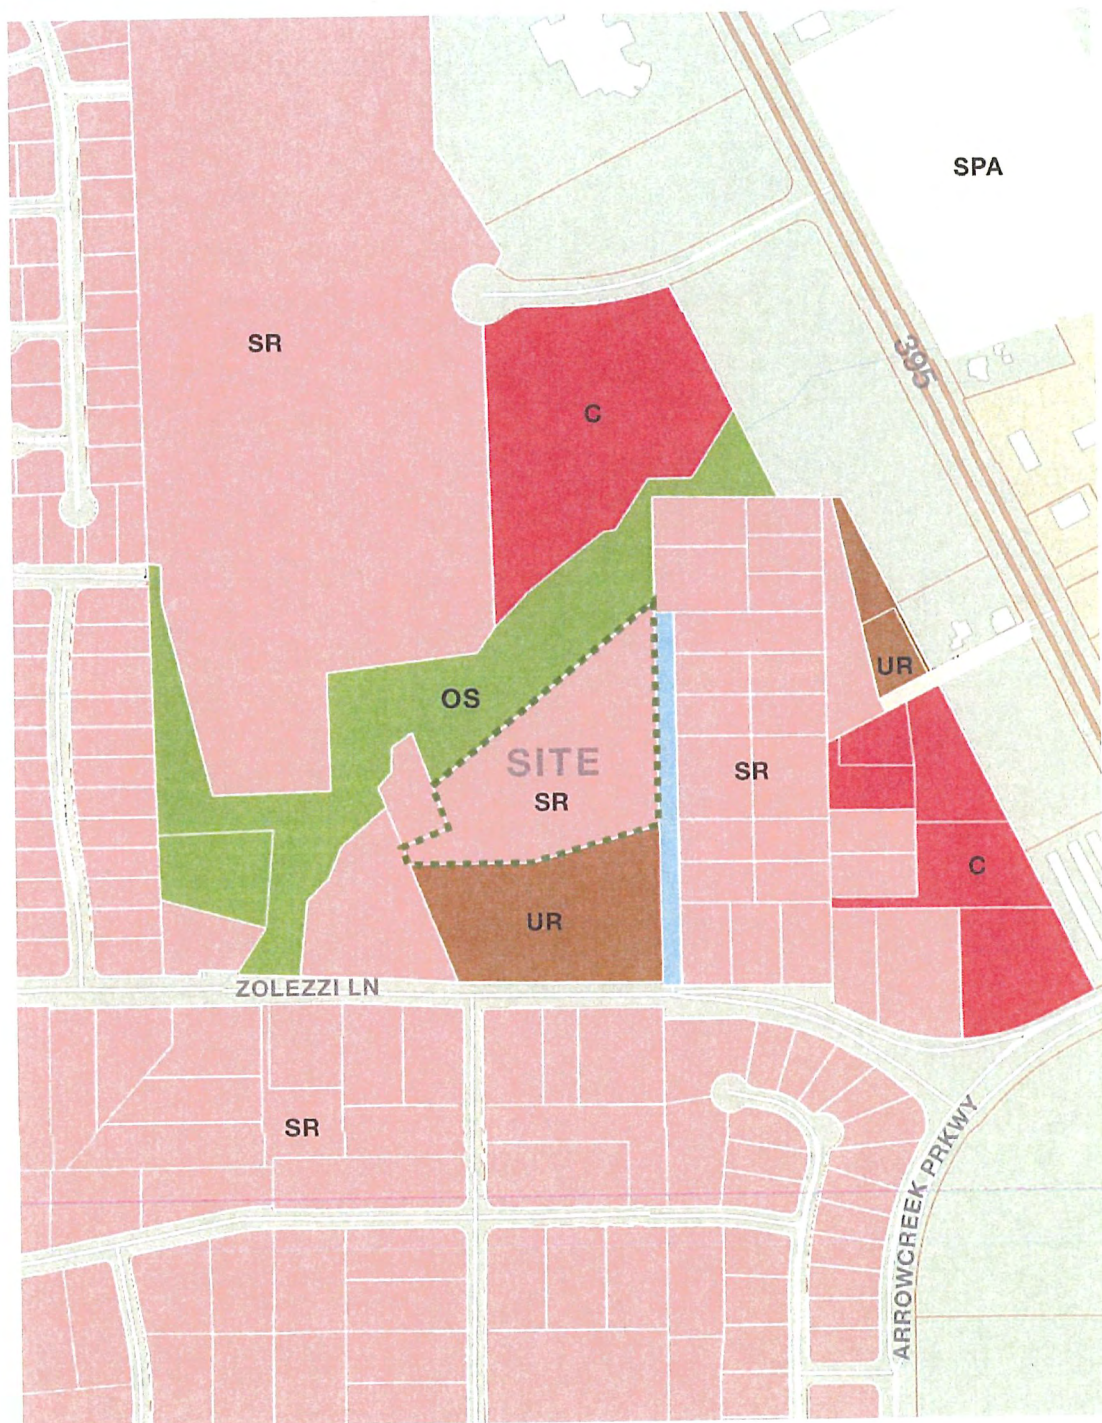 SPA
SR
395
C
UR
OS
SITE
SR
SR
C
UR
ZOLEZZI LN
SR
ARROWCREEK PRKWY